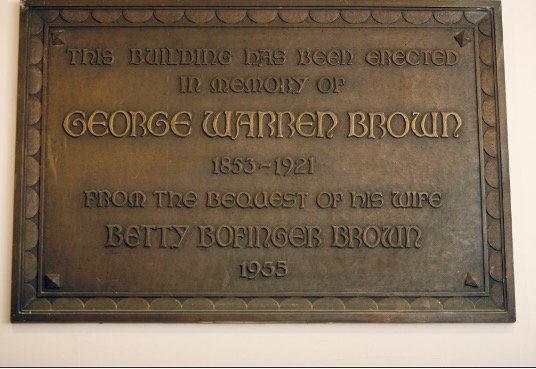 THIS BUILDING HAS BEEN ERECTED
IN MEMORY OF
GEORGE WARREN BROWN
1853-1921
FROM THE BEQUEST OF HIS WIFE
BETTY BOFINGER BROWN
1935